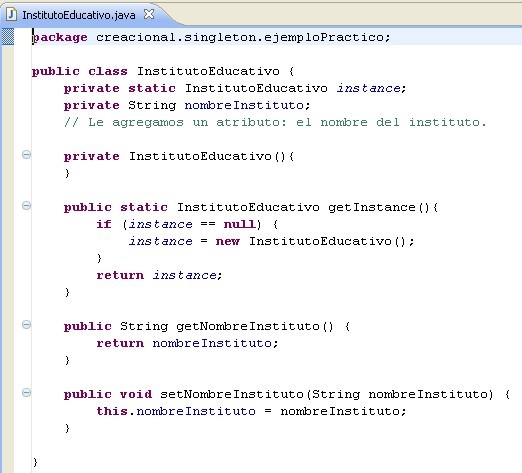 InstitutoEducativo.java
package creacional.singleton.ejemploPractico;
public class InstitutoEducativo {
private static InstitutoEducativo instance;
private String nombreInstituto;
// Le agregamos un atributo: el nombre del instituto.
private InstitutoEducativo(){
}
public static InstitutoEducativo getInstance(){
if (instance == null) {
instance = new InstitutoEducativo();
}
return instance;
}
public String getNombreInstituto() {
return nombreInstituto;
}
public void setNombreInstituto(String nombreInstituto) {
this.nombreInstituto = nombreInstituto;
}
}